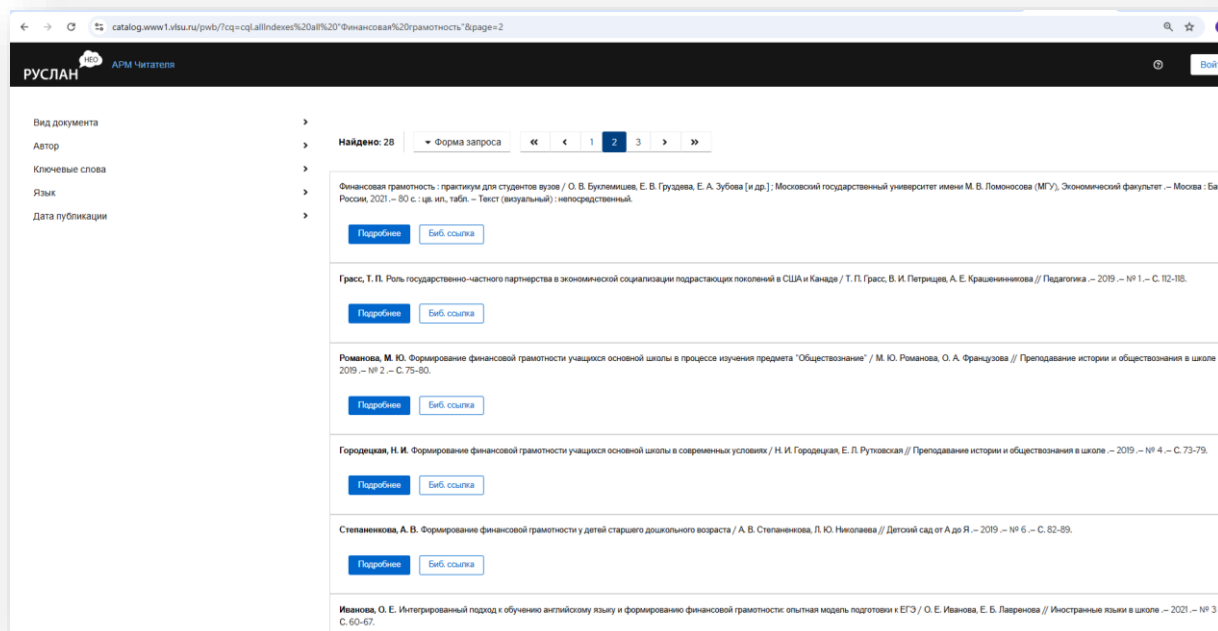 catalog.www1.vlsu.ru/pwb/?cq=cql.allIndexes%20all%20"Финансовая%20грамотность"&page=2
РУСЛАН НЕО АРМ Читателя Вой
Вид документа
Автор
Ключевые слова
Язык
Дата публикации
Найдено: 28 Форма запроса « ‹ 1 2 3 › »
Финансовая грамотность : практикум для студентов вузов / О. В. Буклемишев, Е. В. Груздева, Е. А. Зубова [и др.] ; Московский государственный университет имени М. В. Ломоносова (МГУ), Экономический факультет .— Москва : Ба
России, 2021 .— 80 с. : цв. ил., табл. — Текст (визуальный) : непосредственный.
Подробнее Биб. ссылка
Грасс, Т. П. Роль государственно-частного партнерства в экономической социализации подрастающих поколений в США и Канаде / Т. П. Грасс, В. И. Петрищев, А. Е. Крашенинникова // Педагогика .— 2019 .— № 1 .— С. 112-118.
Подробнее Биб. ссылка
Романова, М. Ю. Формирование финансовой грамотности учащихся основной школы в процессе изучения предмета "Обществознание" / М. Ю. Романова, О. А. Французова // Преподавание истории и обществознания в школе
2019 .— № 2 .— С. 75-80.
Подробнее Биб. ссылка
Городецкая, Н. И. Формирование финансовой грамотности учащихся основной школы в современных условиях / Н. И. Городецкая, Е. Л. Рутковская // Преподавание истории и обществознания в школе .— 2019 .— № 4 .— С. 73-79.
Подробнее Биб. ссылка
Степаненкова, А. В. Формирование финансовой грамотности у детей старшего дошкольного возраста / А. В. Степаненкова, Л. Ю. Николаева // Детский сад от А до Я .— 2019 .— № 6 .— С. 82-89.
Подробнее Биб. ссылка
Иванова, О. Е. Интегрированный подход к обучению английскому языку и формированию финансовой грамотности: опытная модель подготовки к ЕГЭ / О. Е. Иванова, Е. Б. Лавренова // Иностранные языки в школе .— 2021 .— № 3
С. 60-67.